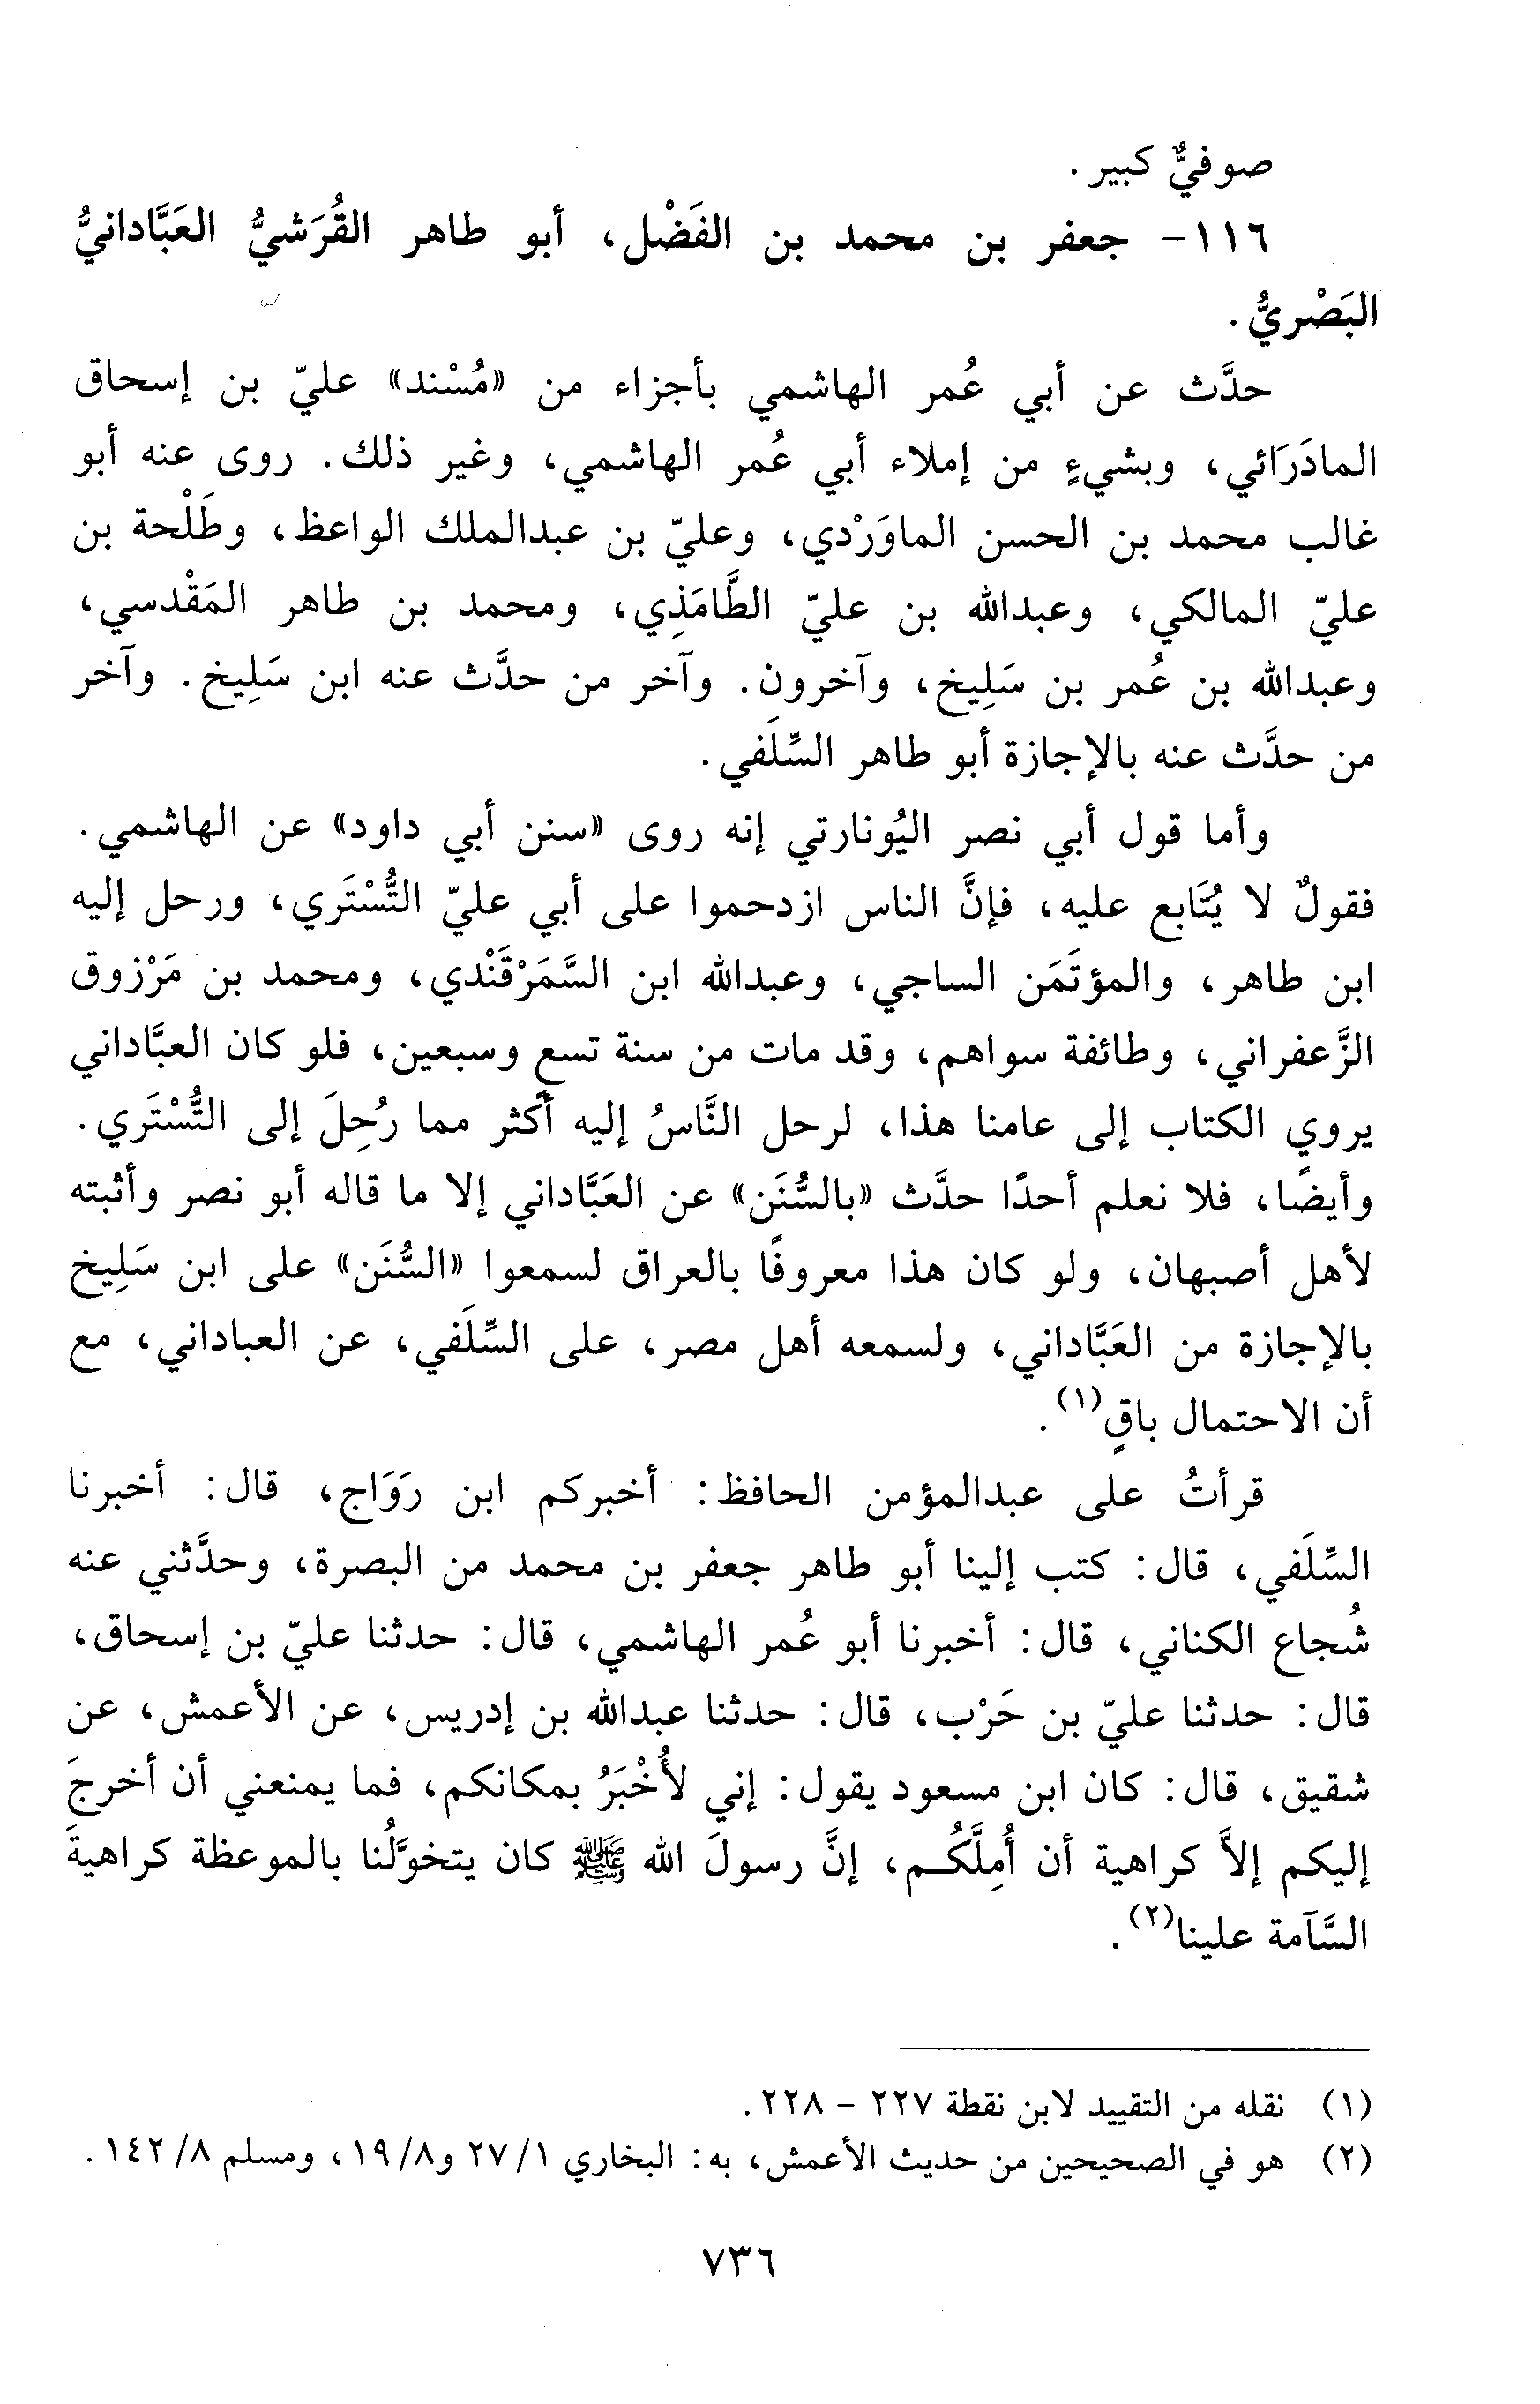 صوفيٌّ كبير.
١١٦- جعفر بن محمد بن الفَضْل، أبو طاهر القُرَشيُّ العَبَّادانيُّ
البَصْريُّ.
حدَّث عن أبي عُمر الهاشمي بأجزاء من «مُسْند» عليّ بن إسحاق
المادَرَائي، وبشيءٍ من إملاء أبي عُمر الهاشمي، وغير ذلك. روى عنه أبو
غالب محمد بن الحسن الماوَرْدي، وعليّ بن عبدالملك الواعظ، وطَلْحة بن
عليّ المالكي، وعبدالله بن عليّ الطَّامَذِي، ومحمد بن طاهر المَقْدسي،
وعبدالله بن عُمر بن سَلِيخ، وآخرون. وآخر من حدَّث عنه ابن سَلِيخ. وآخر
من حدَّث عنه بالإجازة أبو طاهر السِّلَفي.
وأما قول أبي نصر اليُونارتي إنه روى «سنن أبي داود» عن الهاشمي.
فقولٌ لا يُتَابع عليه، فإنَّ الناس ازدحموا على أبي عليّ التُّسْتَري، ورحل إليه
ابن طاهر، والمؤتَمَن الساجي، وعبدالله ابن السَّمَرْقَنْدي، ومحمد بن مَرْزوق
الزَّعفراني، وطائفة سواهم، وقد مات من سنة تسعٍ وسبعين، فلو كان العبَّاداني
يروي الكتاب إلى عامنا هذا، لرحل النَّاسُ إليه أكثر مما رُحِلَ إلى التُّسْتَري.
وأيضًا، فلا نعلم أحدًا حدَّث «بالسُّنَن» عن العَبَّاداني إلا ما قاله أبو نصر وأثبته
لأهل أصبهان، ولو كان هذا معروفًا بالعراق لسمعوا «السُّنَن» على ابن سَلِيخ
بالإجازة من العَبَّاداني، ولسمعه أهل مصر، على السِّلَفي، عن العباداني، مع
أن الاحتمال باقٍ(١).
قرأتُ على عبدالمؤمن الحافظ: أخبركم ابن رَوَاج، قال: أخبرنا
السِّلَفي، قال: كتب إلينا أبو طاهر جعفر بن محمد من البصرة، وحدَّثني عنه
شُجاع الكناني، قال: أخبرنا أبو عُمر الهاشمي، قال: حدثنا عليّ بن إسحاق،
قال: حدثنا عليّ بن حَرْب، قال: حدثنا عبدالله بن إدريس، عن الأعمش، عن
شقيق، قال: كان ابن مسعود يقول: إني لأُخْبَرُ بمكانكم، فما يمنعني أن أخرجَ
إليكم إلاَّ كراهية أن أُمِلَّكُـم، إنَّ رسولَ الله ﷺ كان يتخوَّلُنا بالموعظة كراهيةَ
السَّآمة علينا(٢).
(١) نقله من التقييد لابن نقطة ٢٢٧ - ٢٢٨.
(٢) هو في الصحيحين من حديث الأعمش، به: البخاري ١/ ٢٧ و٨/ ١٩، ومسلم ٨/ ١٤٢.
٧٣٦